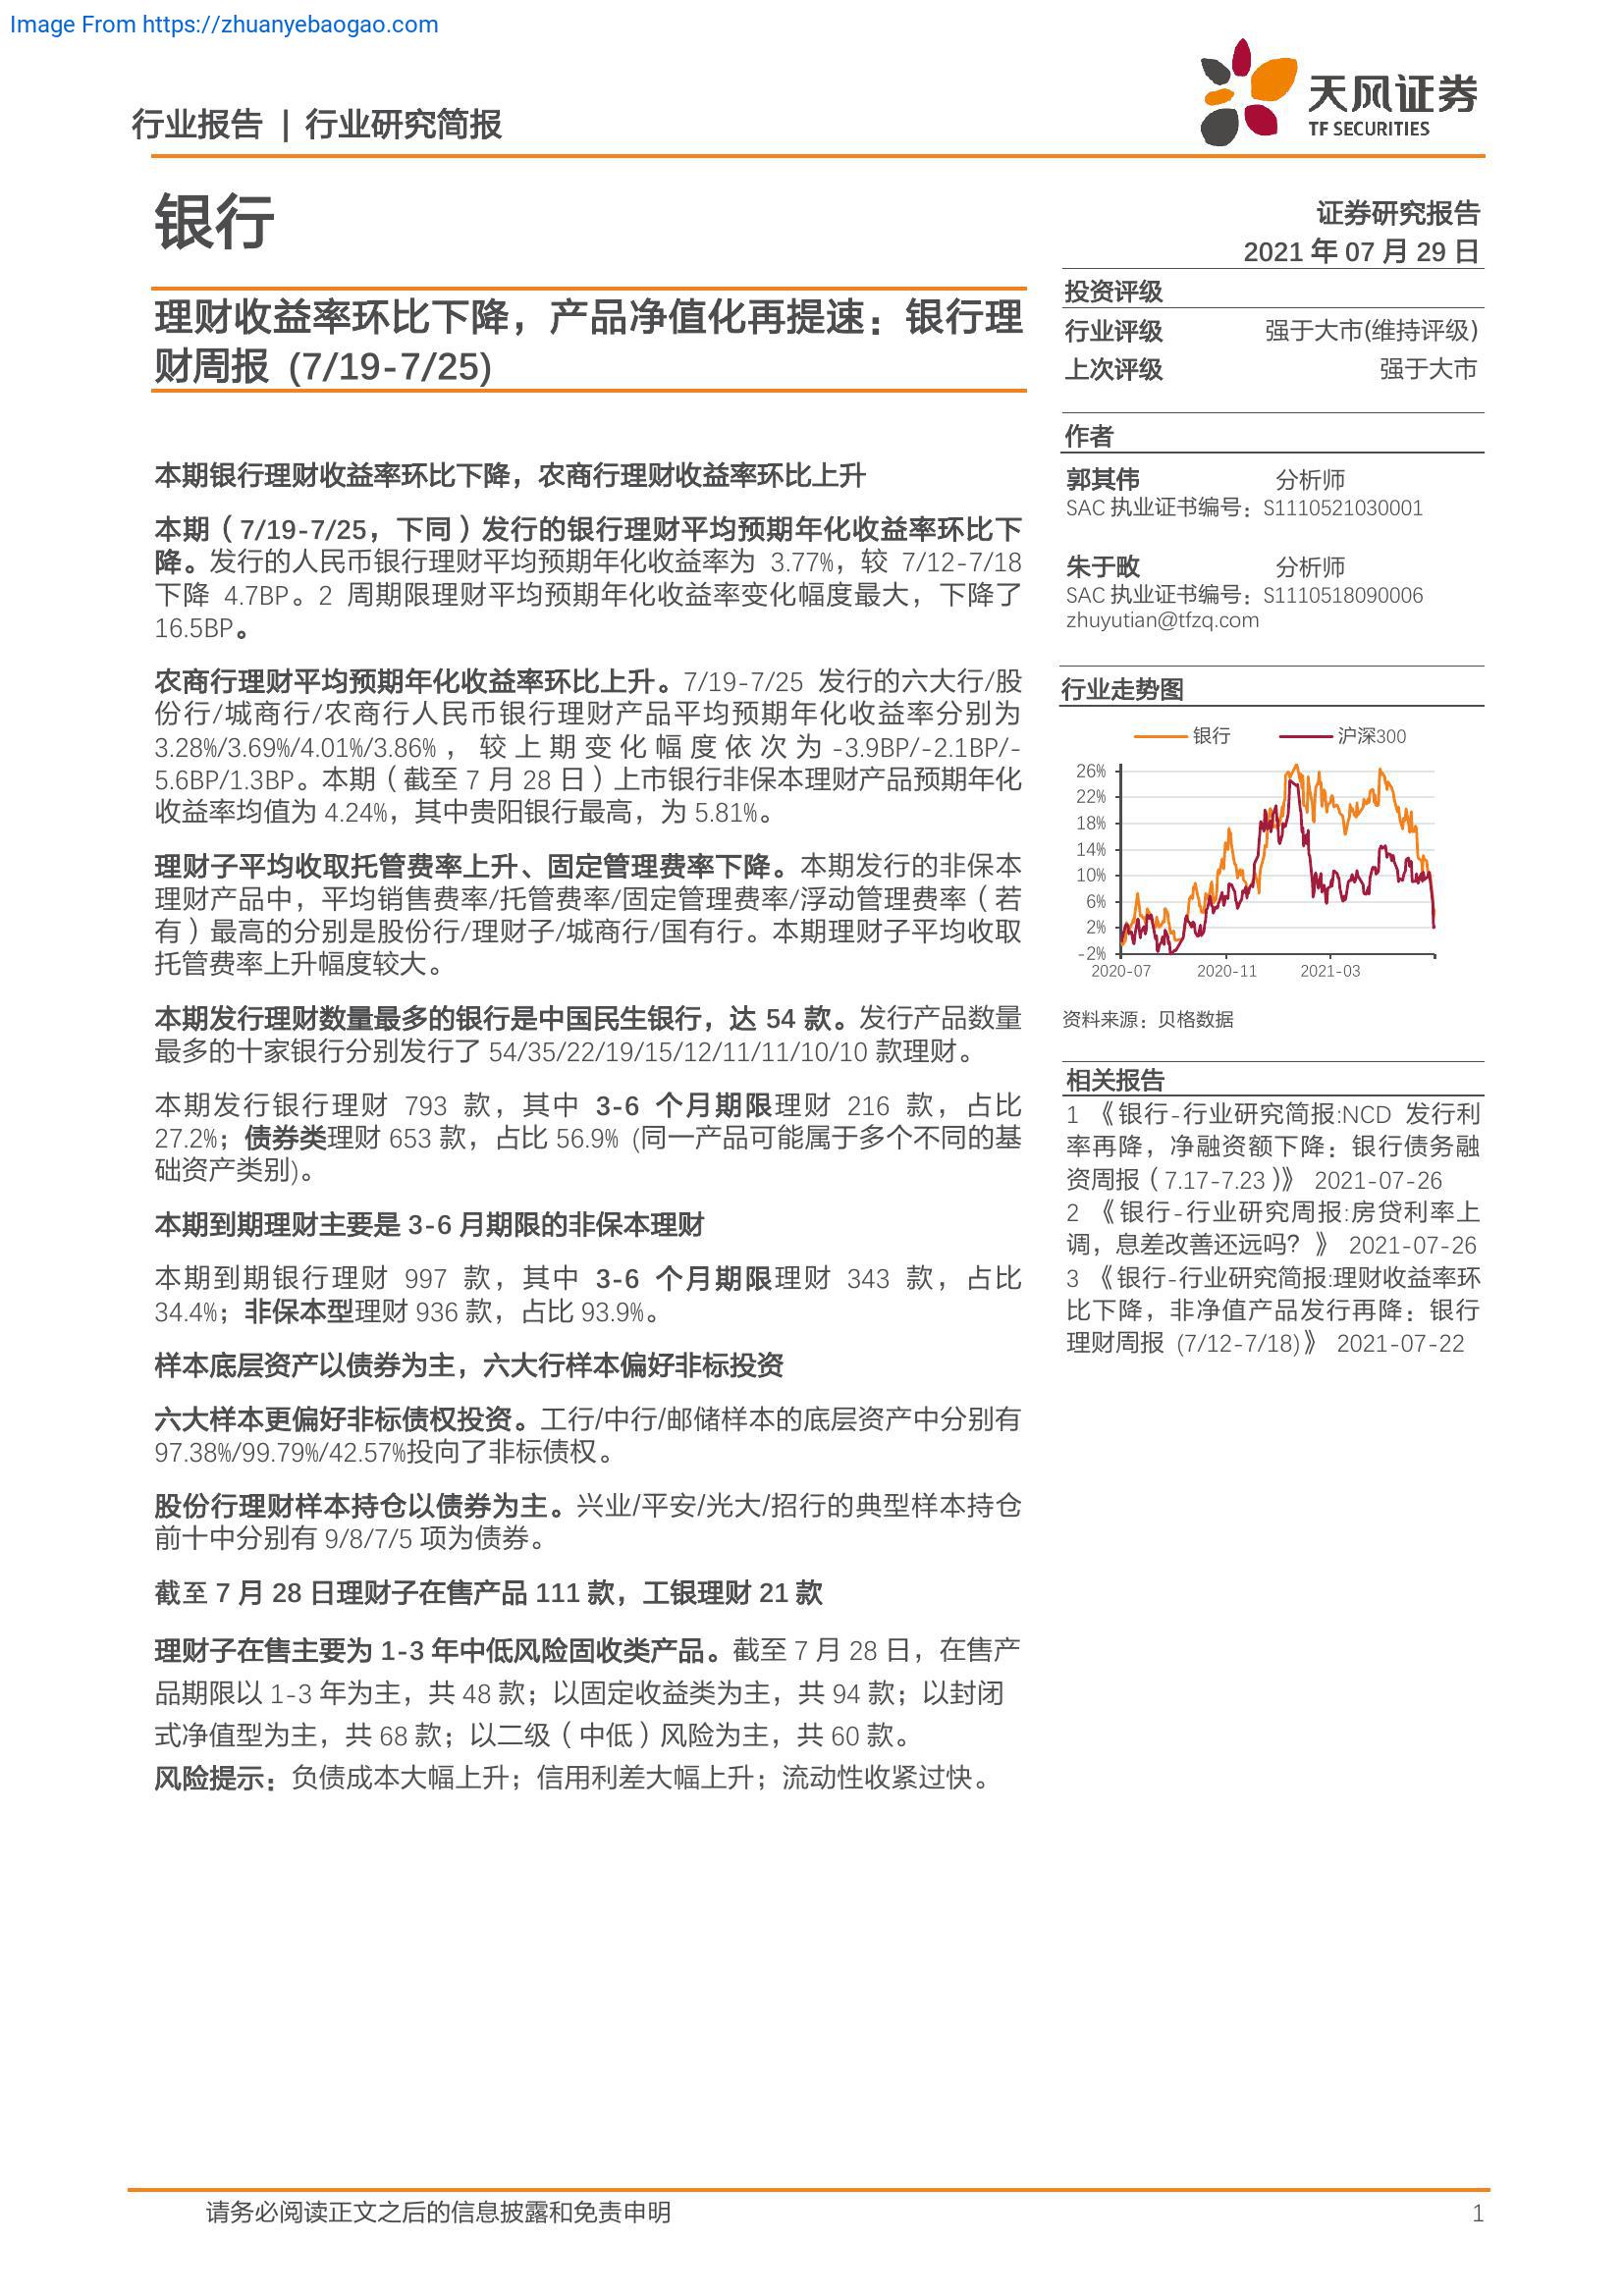 Image From https://zhuanyebaogao.com
天风证券
TF SECURITIES
行业报告 | 行业研究简报
银行
证券研究报告
2021 年 07 月 29 日
理财收益率环比下降，产品净值化再提速：银行理
财周报 (7/19-7/25)
投资评级
行业评级 强于大市(维持评级)
上次评级 强于大市
作者
郭其伟 分析师
SAC 执业证书编号：S1110521030001
朱于畋 分析师
SAC 执业证书编号：S1110518090006
zhuyutian@tfzq.com
行业走势图
银行 沪深300
26%
22%
18%
14%
10%
6%
2%
-2%
2020-07 2020-11 2021-03
资料来源：贝格数据
相关报告
1 《银行-行业研究简报:NCD 发行利
率再降，净融资额下降：银行债务融
资周报（7.17-7.23）》 2021-07-26
2 《银行-行业研究周报:房贷利率上
调，息差改善还远吗？》 2021-07-26
3 《银行-行业研究简报:理财收益率环
比下降，非净值产品发行再降：银行
理财周报 (7/12-7/18)》 2021-07-22
本期银行理财收益率环比下降，农商行理财收益率环比上升
本期（7/19-7/25，下同）发行的银行理财平均预期年化收益率环比下
降。发行的人民币银行理财平均预期年化收益率为 3.77%，较 7/12-7/18
下降 4.7BP。2 周期限理财平均预期年化收益率变化幅度最大，下降了
16.5BP。
农商行理财平均预期年化收益率环比上升。7/19-7/25 发行的六大行/股
份行/城商行/农商行人民币银行理财产品平均预期年化收益率分别为
3.28%/3.69%/4.01%/3.86%，较上期变化幅度依次为-3.9BP/-2.1BP/-
5.6BP/1.3BP。本期（截至 7 月 28 日）上市银行非保本理财产品预期年化
收益率均值为 4.24%，其中贵阳银行最高，为 5.81%。
理财子平均收取托管费率上升、固定管理费率下降。本期发行的非保本
理财产品中，平均销售费率/托管费率/固定管理费率/浮动管理费率（若
有）最高的分别是股份行/理财子/城商行/国有行。本期理财子平均收取
托管费率上升幅度较大。
本期发行理财数量最多的银行是中国民生银行，达 54 款。发行产品数量
最多的十家银行分别发行了 54/35/22/19/15/12/11/11/10/10 款理财。
本期发行银行理财 793 款，其中 3-6 个月期限理财 216 款，占比
27.2%；债券类理财 653 款，占比 56.9% (同一产品可能属于多个不同的基
础资产类别)。
本期到期理财主要是 3-6 月期限的非保本理财
本期到期银行理财 997 款，其中 3-6 个月期限理财 343 款，占比
34.4%；非保本型理财 936 款，占比 93.9%。
样本底层资产以债券为主，六大行样本偏好非标投资
六大样本更偏好非标债权投资。工行/中行/邮储样本的底层资产中分别有
97.38%/99.79%/42.57%投向了非标债权。
股份行理财样本持仓以债券为主。兴业/平安/光大/招行的典型样本持仓
前十中分别有 9/8/7/5 项为债券。
截至 7 月 28 日理财子在售产品 111 款，工银理财 21 款
理财子在售主要为 1-3 年中低风险固收类产品。截至 7 月 28 日，在售产
品期限以 1-3 年为主，共 48 款；以固定收益类为主，共 94 款；以封闭
式净值型为主，共 68 款；以二级（中低）风险为主，共 60 款。
风险提示：负债成本大幅上升；信用利差大幅上升；流动性收紧过快。
请务必阅读正文之后的信息披露和免责申明 1